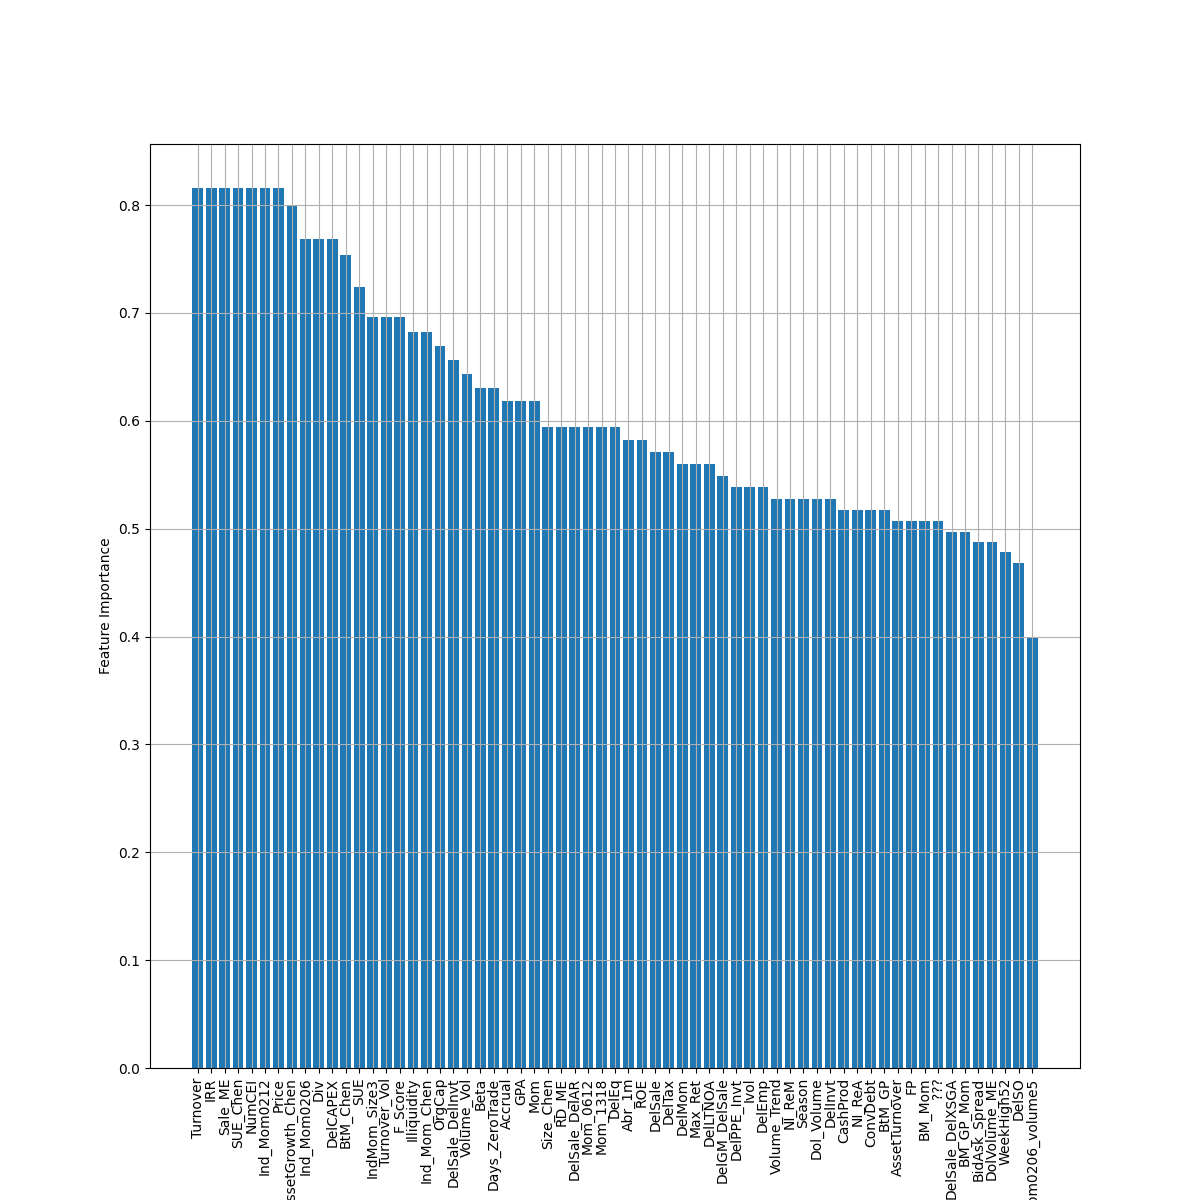 0.8
0.7
0.6
0.5
0.4
0.3
0.2
0.1
0.0
Feature Importance
Turnover
IRR
Sale_ME
SUE_Chen
NumCEI
Ind_Mom0212
Price
ssetGrowth_Chen
Ind_Mom0206
Div
DelCAPEX
BtM_Chen
SUE
IndMom_Size3
Turnover_Vol
F_Score
Illiquidity
Ind_Mom_Chen
OrgCap
DelSale_DelInvt
Volume_Vol
Beta
Days_ZeroTrade
Accrual
GPA
Mom
Size_Chen
RD_ME
DelSale_DelAR
Mom_0612
Mom_1318
DelEq
Abr_1m
ROE
DelSale
DelTax
DelMom
Max_Ret
DelLTNOA
DelGM_DelSale
DelPPE_Invt
Ivol
DelEmp
Volume_Trend
NI_ReM
Season
Dol_Volume
DelInvt
CashProd
NI_ReA
ConvDebt
BtM_GP
AssetTurnover
FP
BM_Mom
???
DelSale_DelXSGA
BM_GP_Mom
BidAsk_Spread
DolVolume_ME
WeekHigh52
DelSO
om0206_volume5